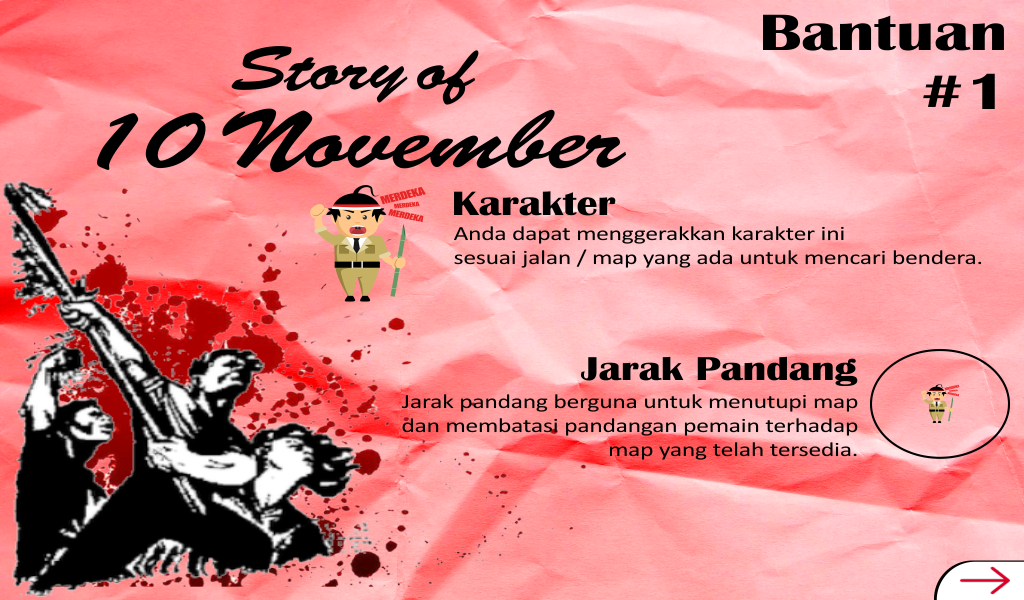 Bantuan
#1
Story of
10 November
MERDEKA
MERDEKA
MERDEKA
Karakter
Anda dapat menggerakkan karakter ini
sesuai jalan / map yang ada untuk mencari bendera.
Jarak Pandang
Jarak pandang berguna untuk menutupi map
dan membatasi pandangan pemain terhadap
map yang telah tersedia.